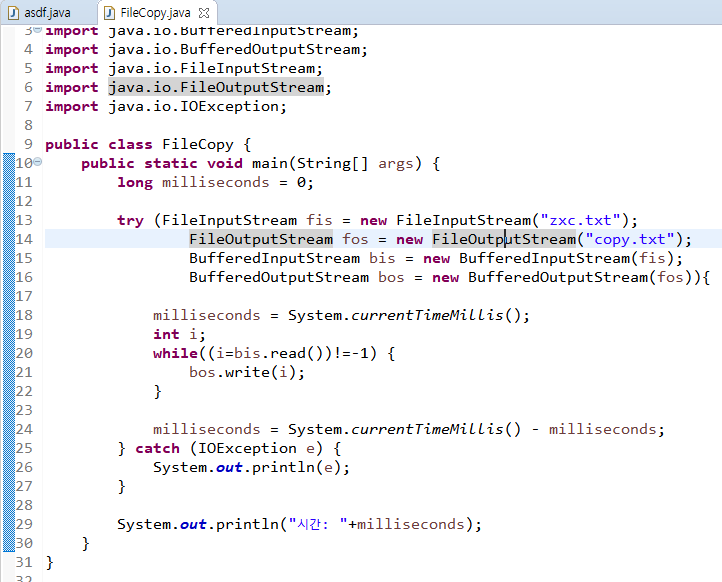 asdf.java
FileCopy.java
3 import java.io.BufferedInputStream;
4 import java.io.BufferedOutputStream;
5 import java.io.FileInputStream;
6 import java.io.FileOutputStream;
7 import java.io.IOException;
8
9 public class FileCopy {
10 public static void main(String[] args) {
11 long milliseconds = 0;
12
13 try (FileInputStream fis = new FileInputStream("zxc.txt");
14 FileOutputStream fos = new FileOutputStream("copy.txt");
15 BufferedInputStream bis = new BufferedInputStream(fis);
16 BufferedOutputStream bos = new BufferedOutputStream(fos)){
17
18 milliseconds = System.currentTimeMillis();
19 int i;
20 while((i=bis.read())!=-1) {
21 bos.write(i);
22 }
23
24 milliseconds = System.currentTimeMillis() - milliseconds;
25 } catch (IOException e) {
26 System.out.println(e);
27 }
28
29 System.out.println("시간: "+milliseconds);
30 }
31 }
32